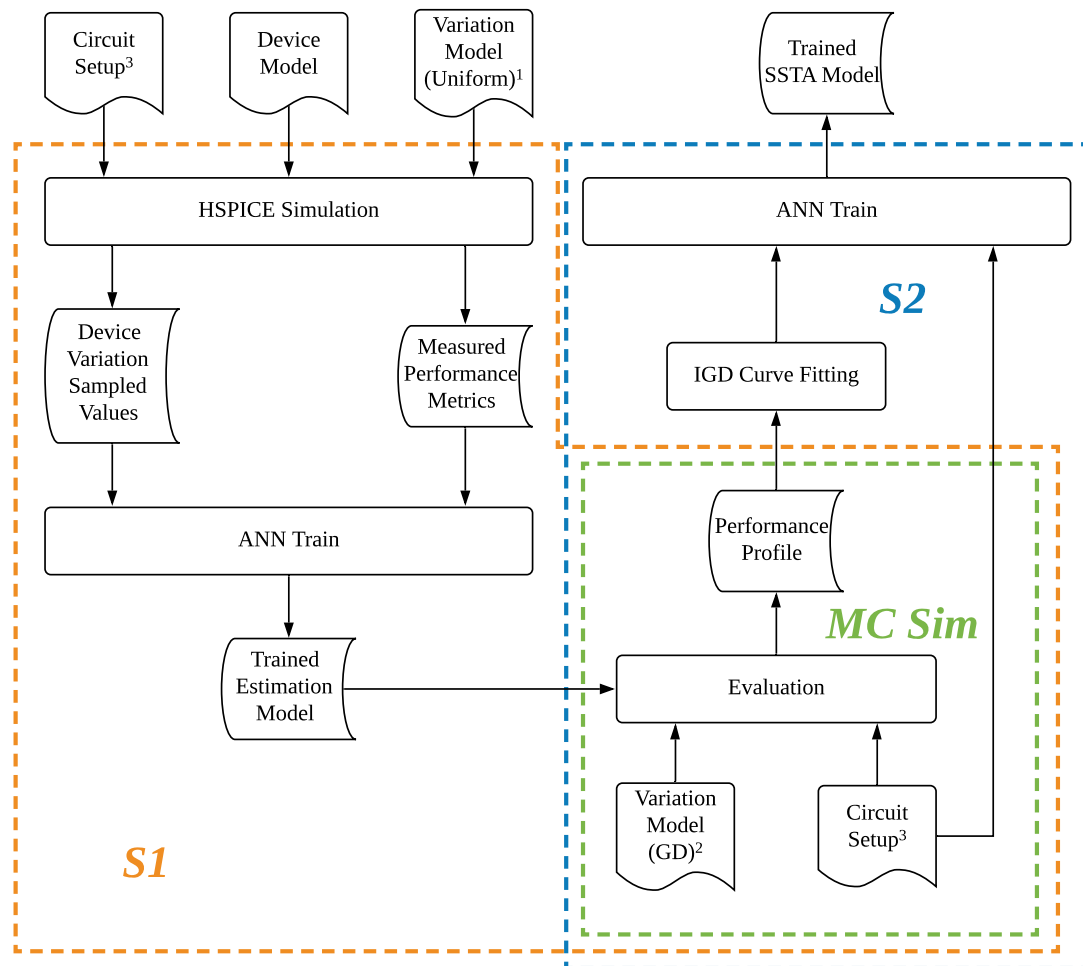 Circuit
Setup³
Device
Model
Variation
Model
(Uniform)¹
Trained
SSTA Model
HSPICE Simulation
ANN Train
S2
Device
Variation
Sampled
Values
Measured
Performance
Metrics
IGD Curve Fitting
ANN Train
Performance
Profile
MC Sim
Trained
Estimation
Model
Evaluation
Variation
Model
(GD)²
Circuit
Setup³
S1